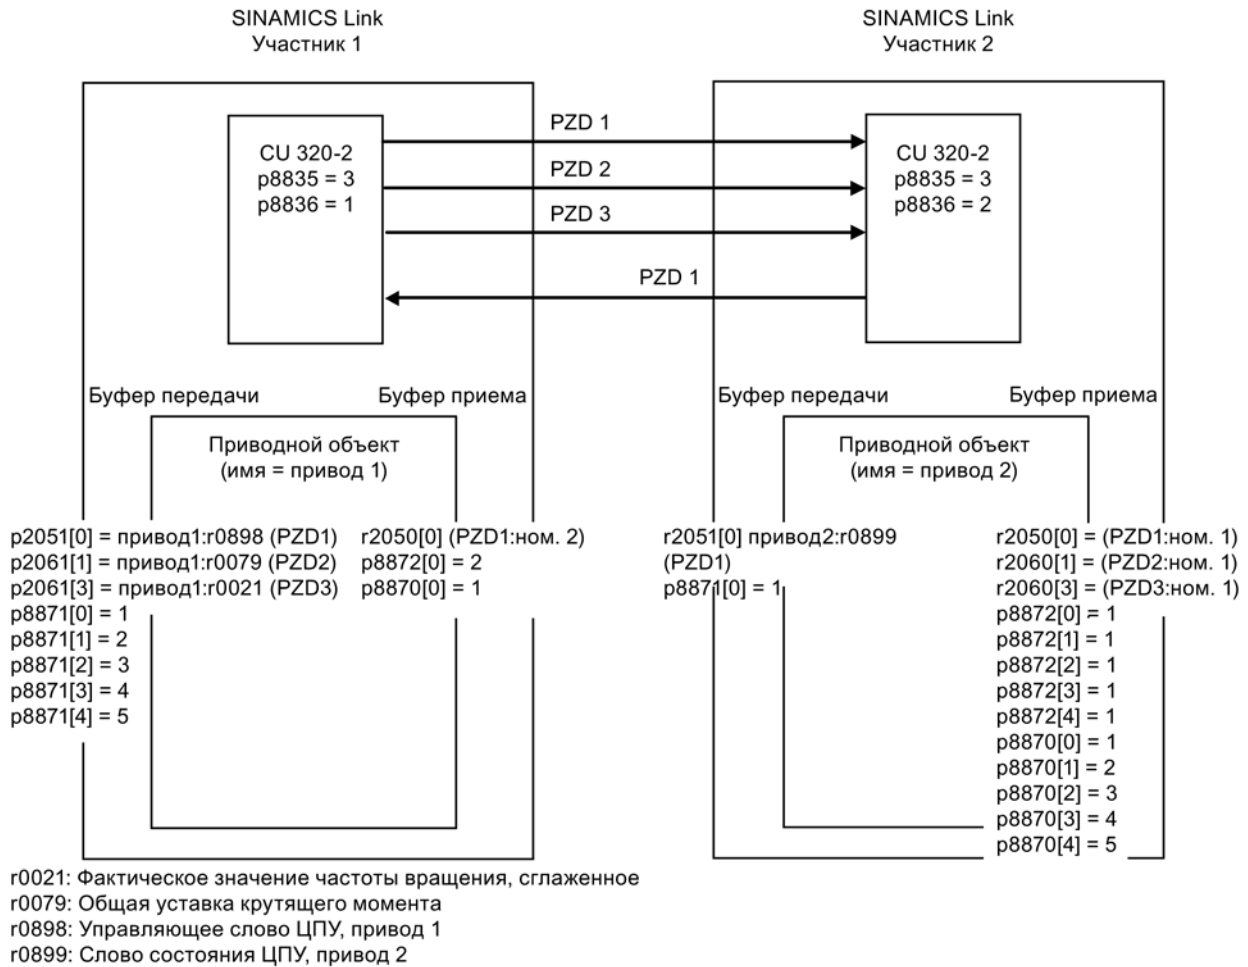 SINAMICS Link
Участник 1
SINAMICS Link
Участник 2
CU 320-2
p8835 = 3
p8836 = 1
PZD 1
PZD 2
PZD 3
PZD 1
CU 320-2
p8835 = 3
p8836 = 2
Буфер передачи
Буфер приема
Приводной объект
(имя = привод 1)
p2051[0] = привод1:r0898 (PZD1)
p2061[1] = привод1:r0079 (PZD2)
p2061[3] = привод1:r0021 (PZD3)
p8871[0] = 1
p8871[1] = 2
p8871[2] = 3
p8871[3] = 4
p8871[4] = 5
r2050[0] (PZD1:ном. 2)
p8872[0] = 2
p8870[0] = 1
Буфер передачи
Буфер приема
Приводной объект
(имя = привод 2)
r2051[0] привод2:r0899
(PZD1)
p8871[0] = 1
r2050[0] = (PZD1:ном. 1)
r2060[1] = (PZD2:ном. 1)
r2060[3] = (PZD3:ном. 1)
p8872[0] = 1
p8872[1] = 1
p8872[2] = 1
p8872[3] = 1
p8872[4] = 1
p8870[0] = 1
p8870[1] = 2
p8870[2] = 3
p8870[3] = 4
p8870[4] = 5
r0021: Фактическое значение частоты вращения, сглаженное
r0079: Общая уставка крутящего момента
r0898: Управляющее слово ЦПУ, привод 1
r0899: Слово состояния ЦПУ, привод 2